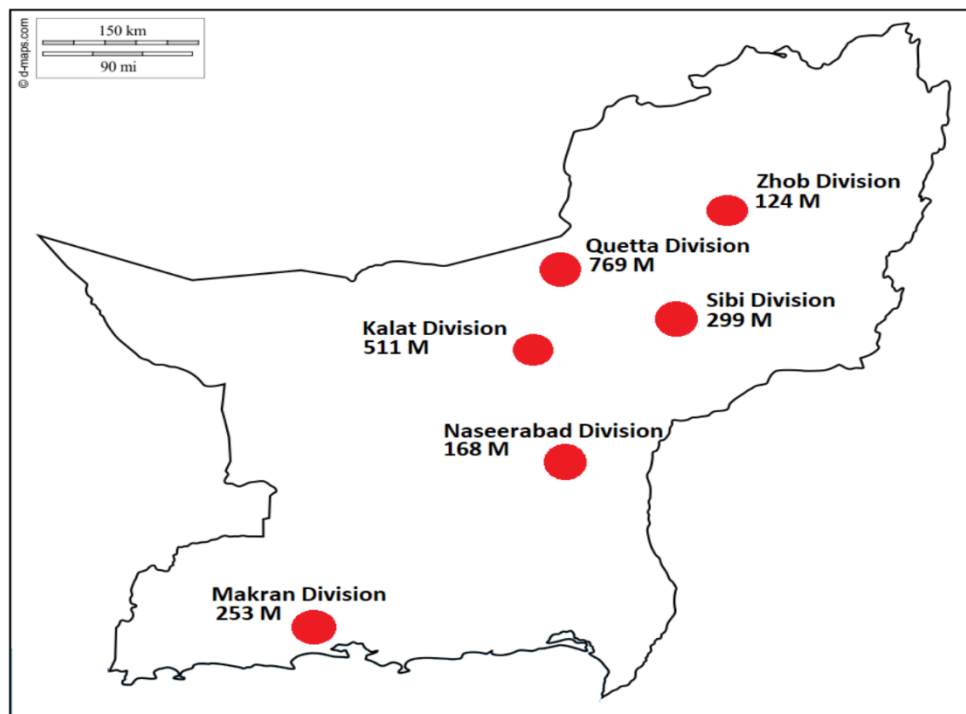 150 km
90 mi
© d-maps.com
Zhob Division
124 M
Quetta Division
769 M
Sibi Division
299 M
Kalat Division
511 M
Naseerabad Division
168 M
Makran Division
253 M